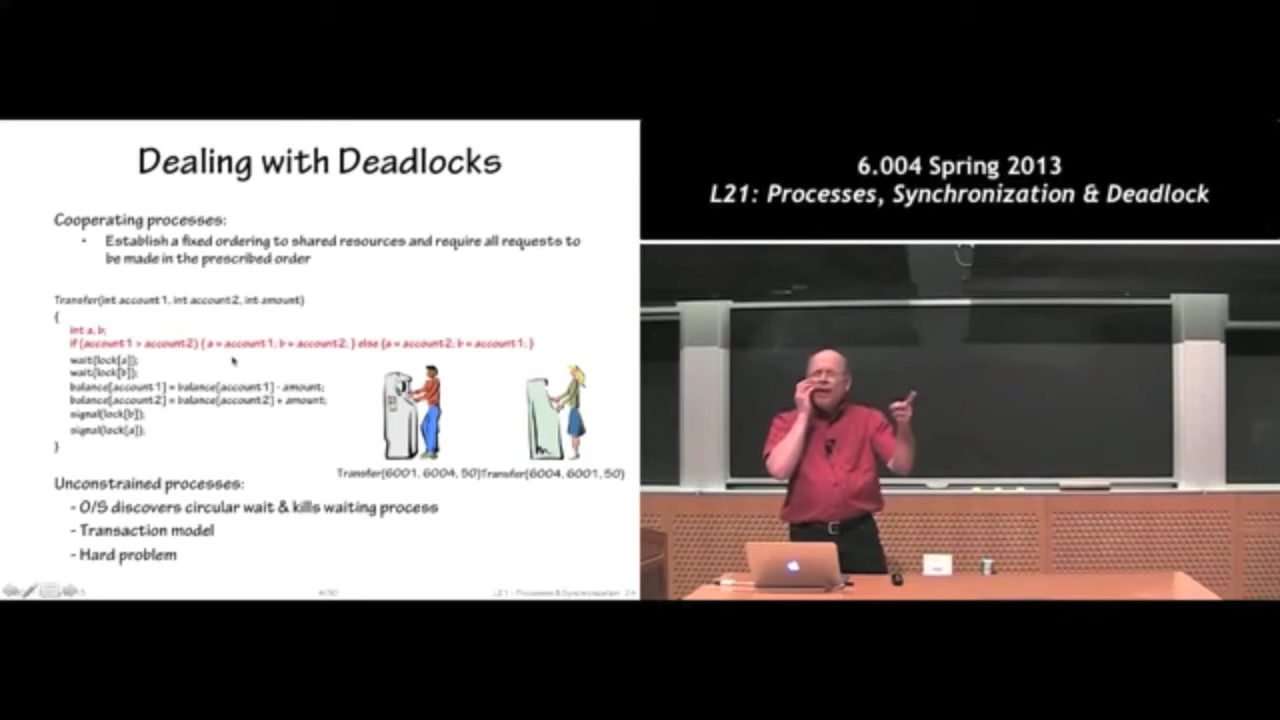 Dealing with Deadlocks
Cooperating processes:
• Establish a fixed ordering to shared resources and require all requests to
be made in the prescribed order
Transfer(int account1, int account2, int amount)
{
int a, b;
if (account1 > account2) { a = account1; b = account2; } else {a = account2; b = account1; }
wait(lock[a]);
wait(lock[b]);
balance[account1] = balance[account1] - amount;
balance[account2] = balance[account2] + amount;
signal(lock[b]);
signal(lock[a]);
}
Transfer(6001, 6004, 50)
Transfer(6004, 6001, 50)
Unconstrained processes:
- O/S discovers circular wait & kills waiting process
- Transaction model
- Hard problem
L21 - Processes & Synchronization
6.004 Spring 2013
L21: Processes, Synchronization & Deadlock